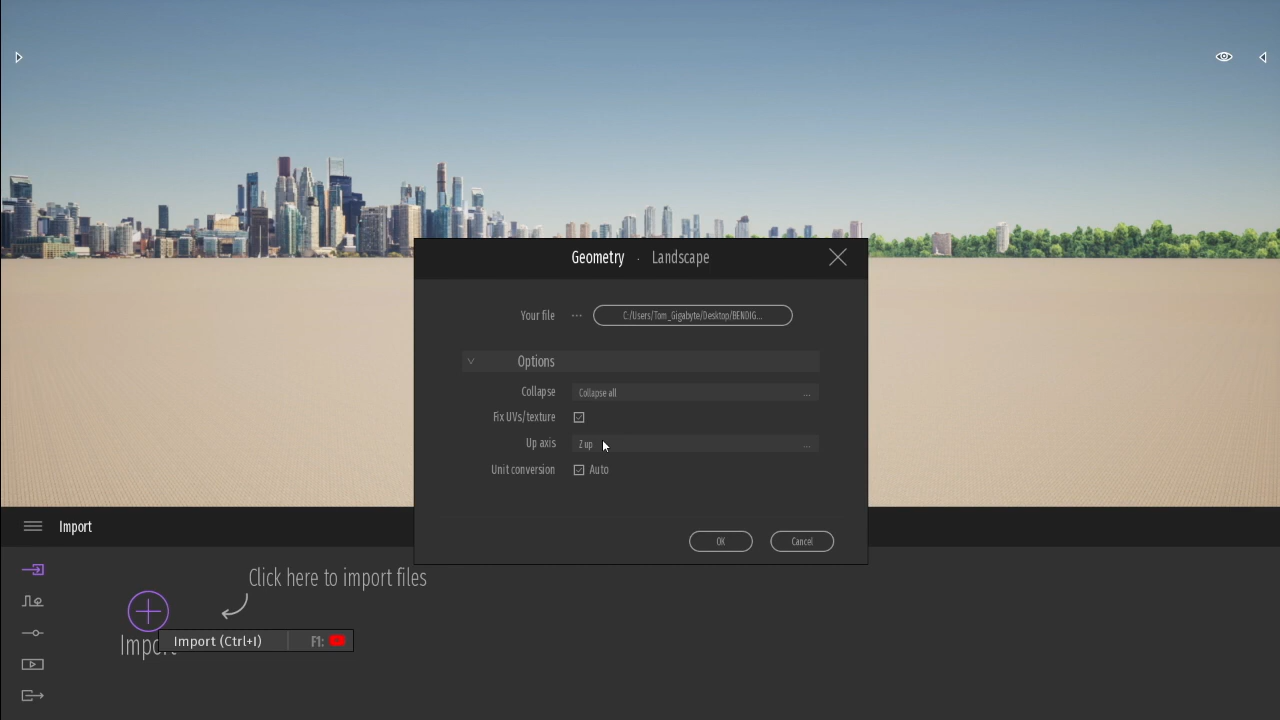 Geometry · Landscape
Your file ... C:/Users/Tom_Gigabyte/Desktop/BENDIG...
Options
Collapse Collapse all ...
Fix UVs/texture
Up axis Z up ...
Unit conversion Auto
OK Cancel
Import
Click here to import files
Import
Import (Ctrl+I) F1: